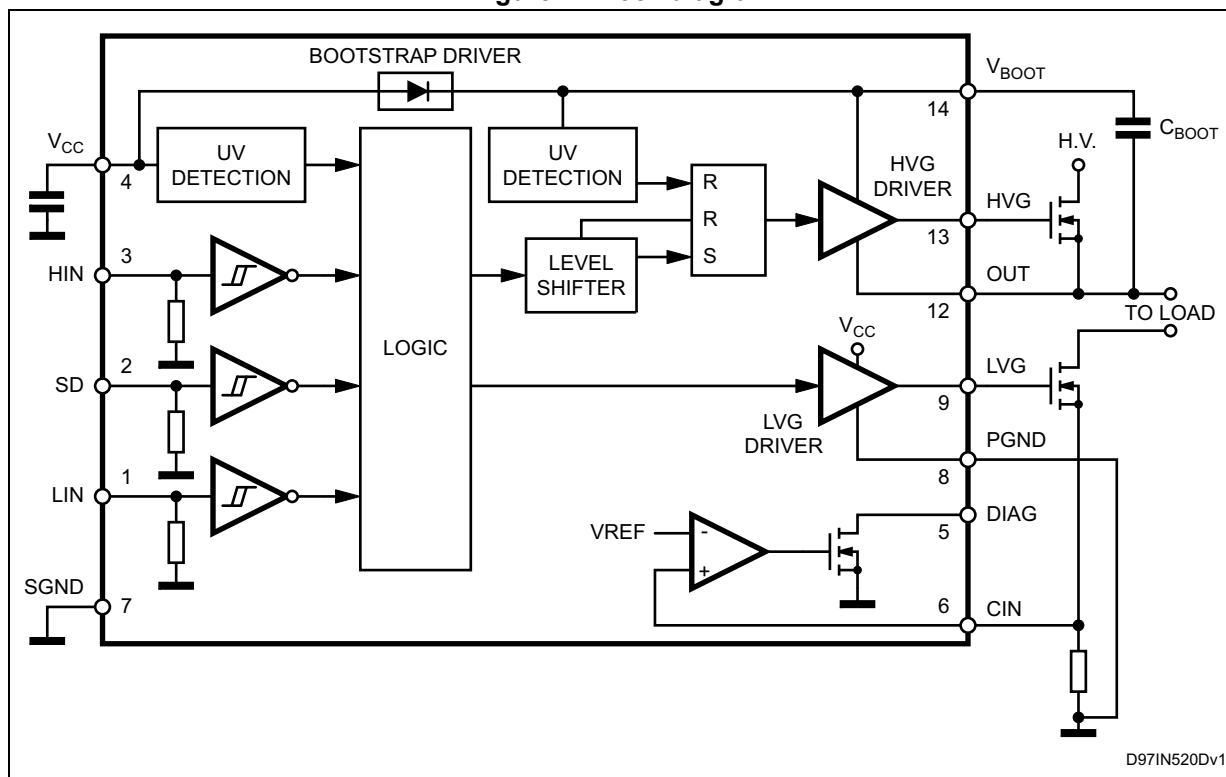 BOOTSTRAP DRIVER
VBOOT
14
CBOOT
H.V.
VCC
4
UV
DETECTION
UV
DETECTION
R
R
S
HVG
DRIVER
HVG
13
HIN
3
LEVEL
SHIFTER
OUT
12
TO LOAD
LOGIC
VCC
SD
2
LVG
9
LVG
DRIVER
PGND
8
LIN
1
VREF
-
+
DIAG
5
SGND
7
6
CIN
D97IN520Dv1